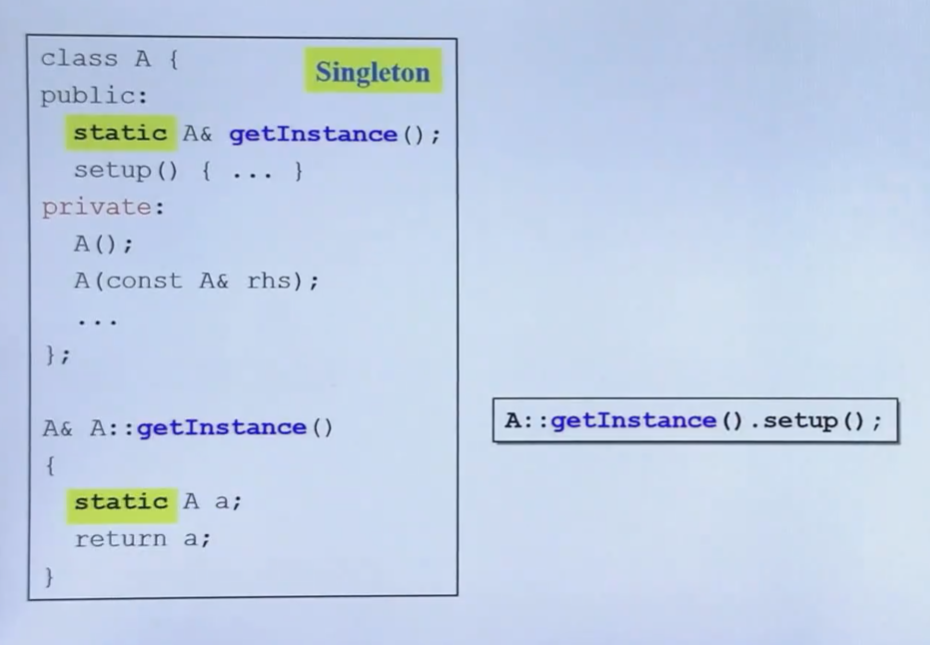 class A {
Singleton
public:
static A& getInstance();
setup() { ... }
private:
A();
A(const A& rhs);
...
};
A& A::getInstance()
{
static A a;
return a;
}
A::getInstance().setup();